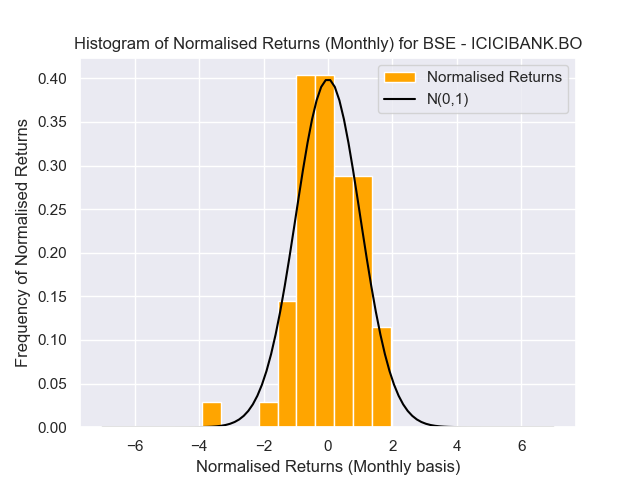 Histogram of Normalised Returns (Monthly) for BSE - ICICIBANK.BO
Normalised Returns
N(0,1)
Frequency of Normalised Returns
0.40
0.35
0.30
0.25
0.20
0.15
0.10
0.05
0.00
−6 −4 −2 0 2 4 6
Normalised Returns (Monthly basis)